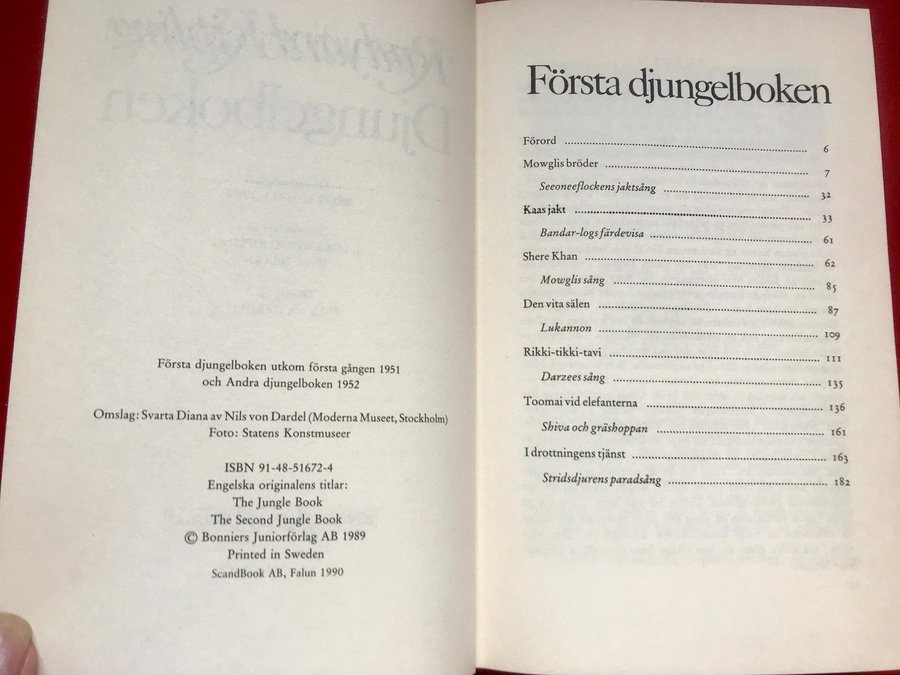 Första djungelboken utkom första gången 1951
och Andra djungelboken 1952
Omslag: Svarta Diana av Nils von Dardel (Moderna Museet, Stockholm)
Foto: Statens Konstmuseer
ISBN 91-48-51672-4
Engelska originalens titlar:
The Jungle Book
The Second Jungle Book
© Bonniers Juniorförlag AB 1989
Printed in Sweden
ScandBook AB, Falun 1990
Första djungelboken
Förord 6
Mowglis bröder 7
Seeoneeflockens jaktsång 32
Kaas jakt 33
Bandar-logs färdevisa 61
Shere Khan 62
Mowglis sång 85
Den vita sälen 87
Lukannon 109
Rikki-tikki-tavi 111
Darzees sång 135
Toomai vid elefanterna 136
Shiva och gräshoppan 161
I drottningens tjänst 163
Stridsdjurens paradsång 182